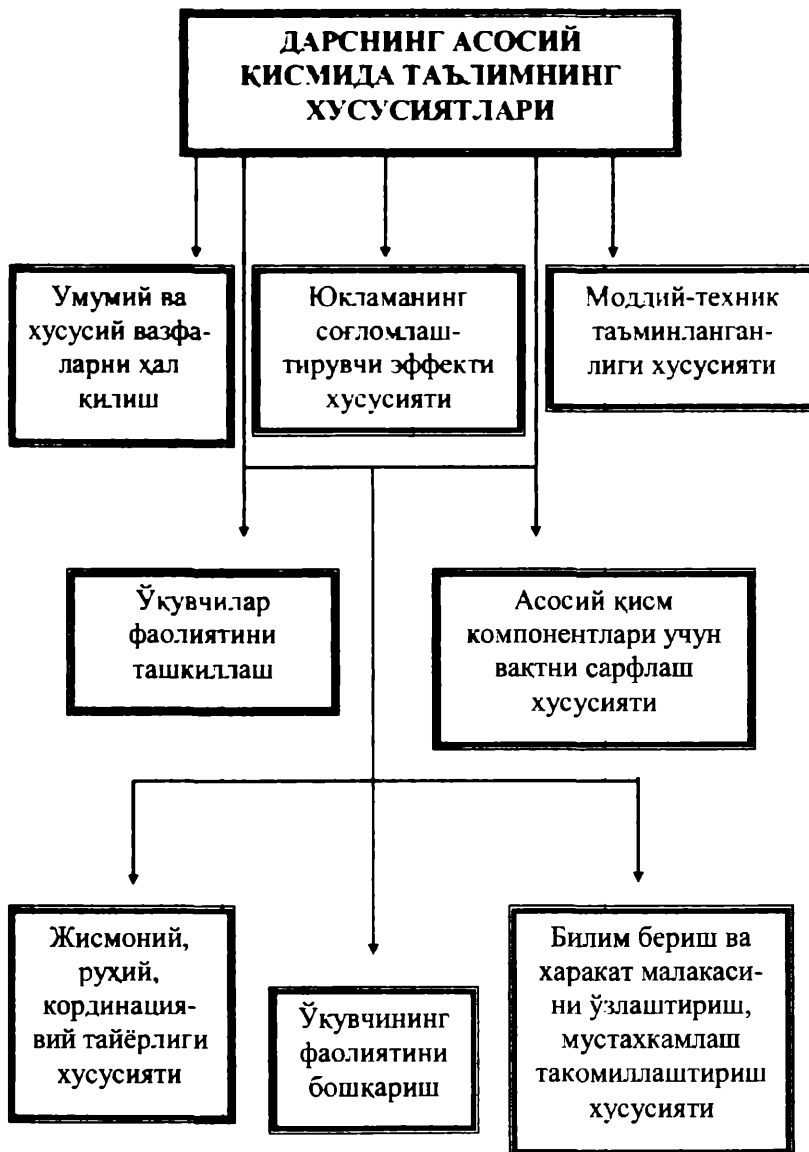 ДАРСНИНГ АСОСИЙ
ҚИСМИДА ТАЪЛИМНИНГ
ХУСУСИЯТЛАРИ
Умумий ва
хусусий вазфа-
ларни ҳал
қилиш
Юкламанинг
соғломлаш-
тирувчи эффекти
хусусияти
Моддий-техник
таъминланган-
лиги хусусияти
Ўқувчилар
фаолиятини
ташкиллаш
Асосий қисм
компонентлари учун
вақтни сарфлаш
хусусияти
Жисмоний,
руҳий,
кординация-
вий тайёрлиги
хусусияти
Ўқувчининг
фаолиятини
бошқариш
Билим бериш ва
харакат малакаси-
ни ўзлаштириш,
мустахкамлаш
такомиллаштириш
хусусияти